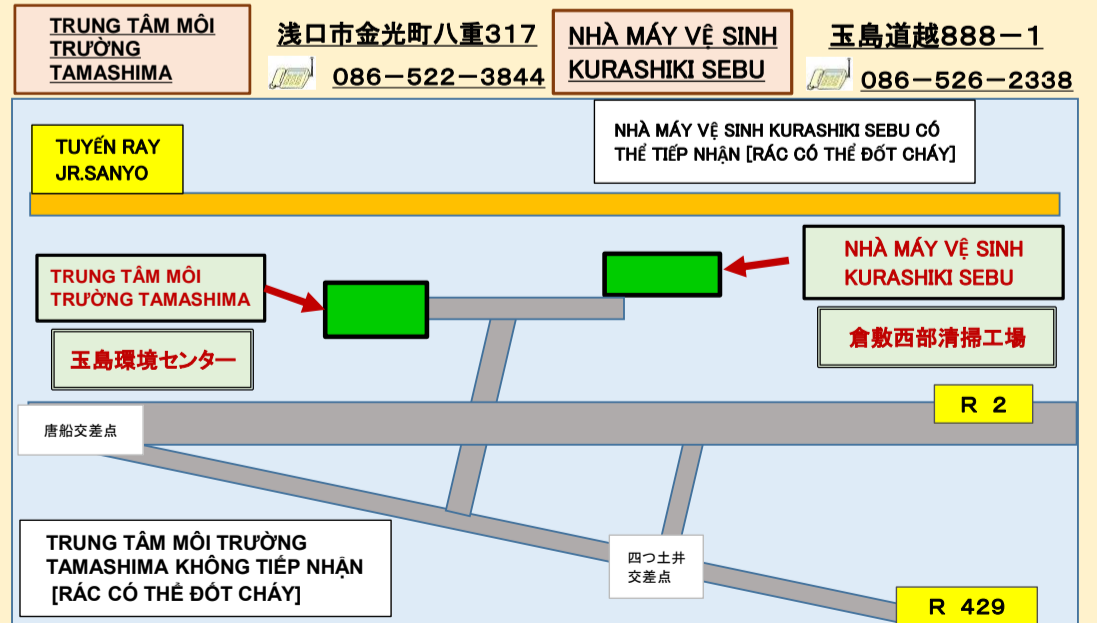 TRUNG TÂM MÔI
TRƯỜNG
TAMASHIMA
浅口市金光町八重317
086-522-3844
NHÀ MÁY VỆ SINH
KURASHIKI SEBU
玉島道越888-1
086-526-2338
TUYẾN RAY
JR.SANYO
NHÀ MÁY VỆ SINH KURASHIKI SEBU CÓ
THỂ TIẾP NHẬN [RÁC CÓ THỂ ĐỐT CHÁY]
TRUNG TÂM MÔI
TRƯỜNG TAMASHIMA
玉島環境センター
NHÀ MÁY VỆ SINH
KURASHIKI SEBU
倉敷西部清掃工場
R 2
唐船交差点
TRUNG TÂM MÔI TRƯỜNG
TAMASHIMA KHÔNG TIẾP NHẬN
[RÁC CÓ THỂ ĐỐT CHÁY]
四つ土井
交差点
R 429